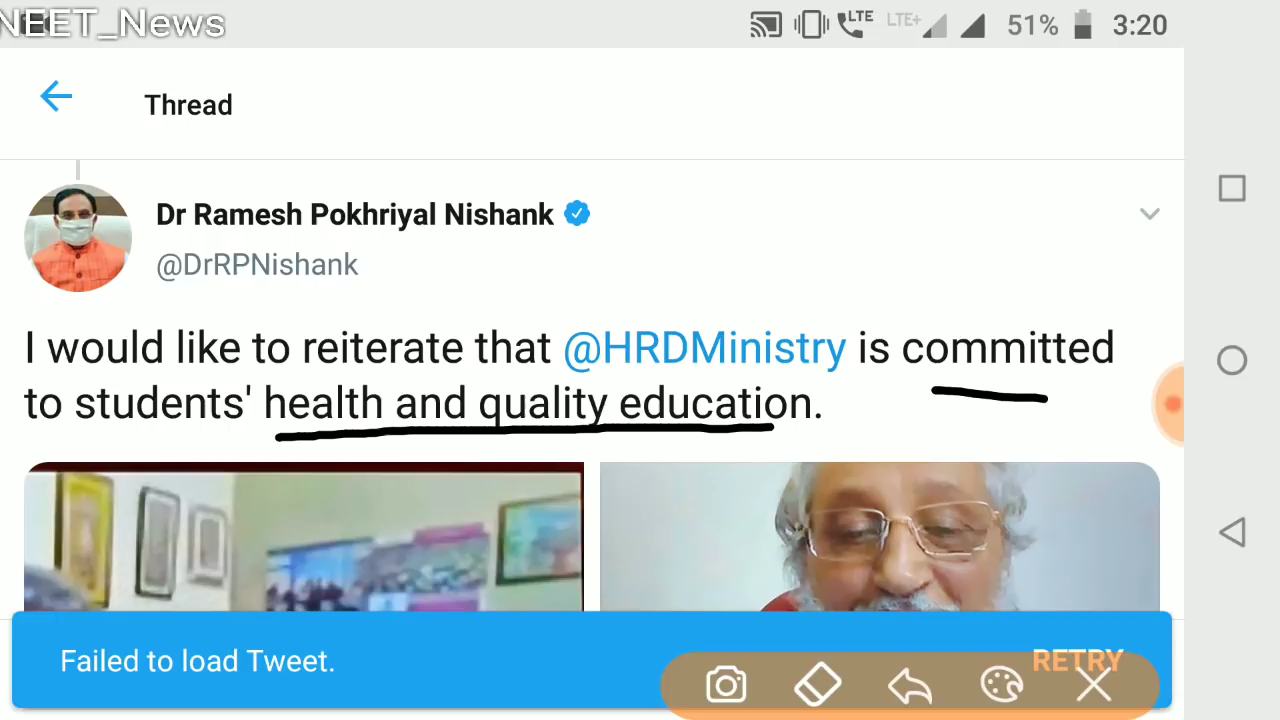 NEET_News
LTE LTE+ 51% 3:20
Thread
Dr Ramesh Pokhriyal Nishank
@DrRPNishank
I would like to reiterate that @HRDMinistry is committed
to students' health and quality education.
Failed to load Tweet.
RETRY